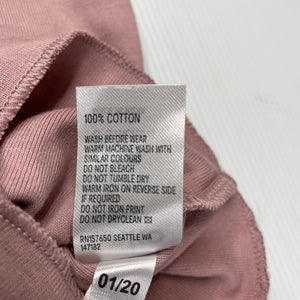 100% COTTON
WASH BEFORE WEAR
WARM MACHINE WASH WITH
SIMILAR COLOURS
DO NOT BLEACH
DO NOT TUMBLE DRY
WARM IRON ON REVERSE SIDE
IF REQUIRED
DO NOT IRON PRINT
DO NOT DRYCLEAN
RN157650 SEATTLE WA
147182
01/20